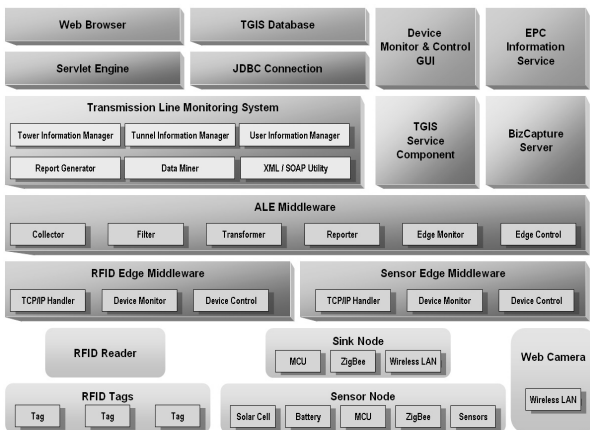 Web Browser
TGIS Database
Device
Monitor & Control
GUI
EPC
Information
Service
Servlet Engine
JDBC Connection
Transmission Line Monitoring System
Tower Information Manager
Tunnel Information Manager
User Information Manager
Report Generator
Data Miner
XML / SOAP Utility
TGIS
Service
Component
BizCapture
Server
ALE Middleware
Collector
Filter
Transformer
Reporter
Edge Monitor
Edge Control
RFID Edge Middleware
TCP/IP Handler
Device Monitor
Device Control
Sensor Edge Middleware
TCP/IP Handler
Device Monitor
Device Control
RFID Reader
Sink Node
MCU
ZigBee
Wireless LAN
Web Camera
Wireless LAN
RFID Tags
Tag
Tag
Tag
Sensor Node
Solar Cell
Battery
MCU
ZigBee
Sensors